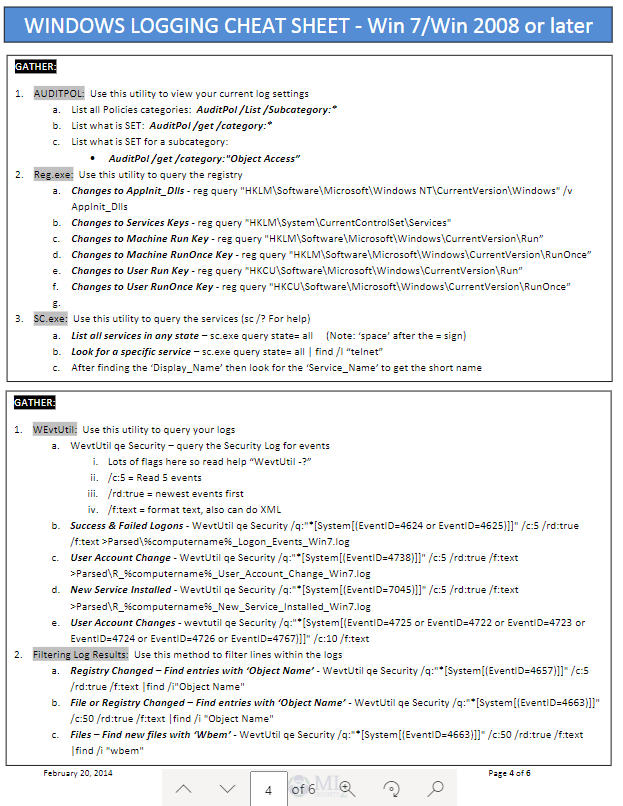 WINDOWS LOGGING CHEAT SHEET - Win 7/Win 2008 or later
GATHER:
1. AUDITPOL: Use this utility to view your current log settings
a. List all Policies categories: AuditPol /List /Subcategory:*
b. List what is SET: AuditPol /get /category:*
c. List what is SET for a subcategory:
• AuditPol /get /category:"Object Access”
2. Reg.exe: Use this utility to query the registry
a. Changes to AppInit_Dlls - reg query "HKLM\Software\Microsoft\Windows NT\CurrentVersion\Windows" /v
AppInit_Dlls
b. Changes to Services Keys - reg query "HKLM\System\CurrentControlSet\Services"
c. Changes to Machine Run Key - reg query "HKLM\Software\Microsoft\Windows\CurrentVersion\Run”
d. Changes to Machine RunOnce Key - reg query "HKLM\Software\Microsoft\Windows\CurrentVersion\RunOnce”
e. Changes to User Run Key - reg query "HKCU\Software\Microsoft\Windows\CurrentVersion\Run”
f. Changes to User RunOnce Key - reg query "HKCU\Software\Microsoft\Windows\CurrentVersion\RunOnce”
g.
3. SC.exe: Use this utility to query the services (sc /? For help)
a. List all services in any state – sc.exe query state= all (Note: ‘space’ after the = sign)
b. Look for a specific service – sc.exe query state= all | find /I “telnet”
c. After finding the ‘Display_Name’ then look for the ‘Service_Name’ to get the short name
GATHER:
1. WEvtUtil: Use this utility to query your logs
a. WevtUtil qe Security – query the Security Log for events
i. Lots of flags here so read help “WevtUtil -?”
ii. /c:5 = Read 5 events
iii. /rd:true = newest events first
iv. /f:text = format text, also can do XML
b. Success & Failed Logons - WevtUtil qe Security /q:"*[System[(EventID=4624 or EventID=4625)]]" /c:5 /rd:true
/f:text >Parsed\%computername%_Logon_Events_Win7.log
c. User Account Change - WevtUtil qe Security /q:"*[System[(EventID=4738)]]" /c:5 /rd:true /f:text
>Parsed\R_%computername%_User_Account_Change_Win7.log
d. New Service Installed - WevtUtil qe Security /q:"*[System[(EventID=7045)]]" /c:5 /rd:true /f:text
>Parsed\R_%computername%_New_Service_Installed_Win7.log
e. User Account Changes - wevtutil qe Security /q:"*[System[(EventID=4725 or EventID=4722 or EventID=4723 or
EventID=4724 or EventID=4726 or EventID=4767)]]" /c:10 /f:text
2. Filtering Log Results: Use this method to filter lines within the logs
a. Registry Changed – Find entries with ‘Object Name’ - WevtUtil qe Security /q:"*[System[(EventID=4657)]]" /c:5
/rd:true /f:text |find /i"Object Name"
b. File or Registry Changed – Find entries with ‘Object Name’ - WevtUtil qe Security /q:"*[System[(EventID=4663)]]"
/c:50 /rd:true /f:text |find /i "Object Name"
c. Files – Find new files with ‘Wbem’ - WevtUtil qe Security /q:"*[System[(EventID=4663)]]" /c:50 /rd:true /f:text
|find /i "wbem"
February 20, 2014
Page 4 of 6
4 of 6